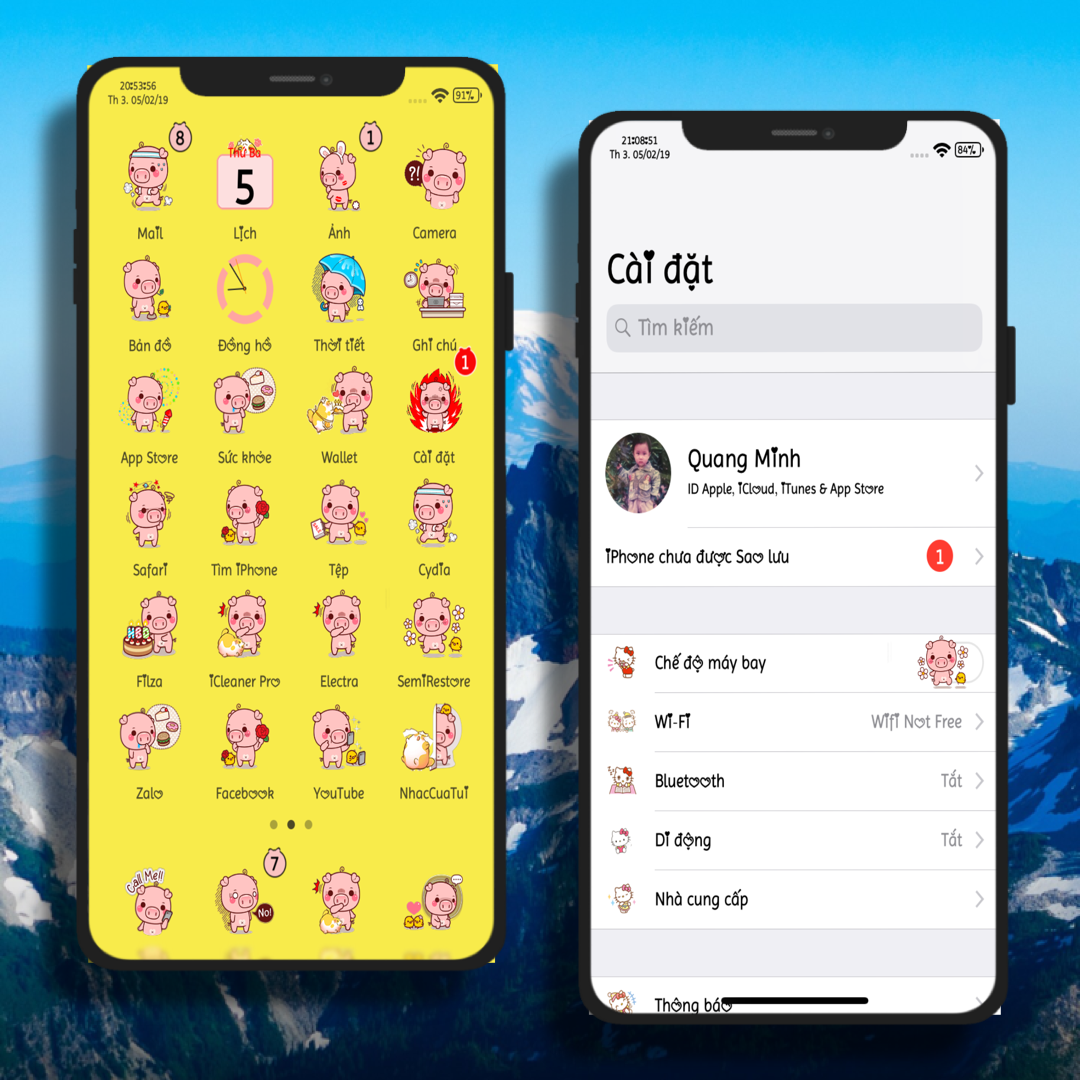 20:53:56
Th 3. 05/02/19
91%
8
1
Thứ Ba
5
?!
Mail
Lịch
Ảnh
Camera
Bản đồ
Đồng hồ
Thời tiết
Ghi chú
1
App Store
Sức khỏe
Wallet
Cài đặt
Safari
Tìm iPhone
Tệp
Cydia
HBD
Filza
iCleaner Pro
Electra
SemiRestore
Zalo
Facebook
YouTube
NhacCuaTui
7
Call Me!!
No!
21:08:51
Th 3. 05/02/19
84%
Cài đặt
Tìm kiếm
Quang Minh
ID Apple, iCloud, iTunes & App Store
iPhone chưa được Sao lưu
1
Chế độ máy bay
Wi-Fi
Wifi Not Free
Bluetooth
Tắt
Di động
Tắt
Nhà cung cấp
Thông báo